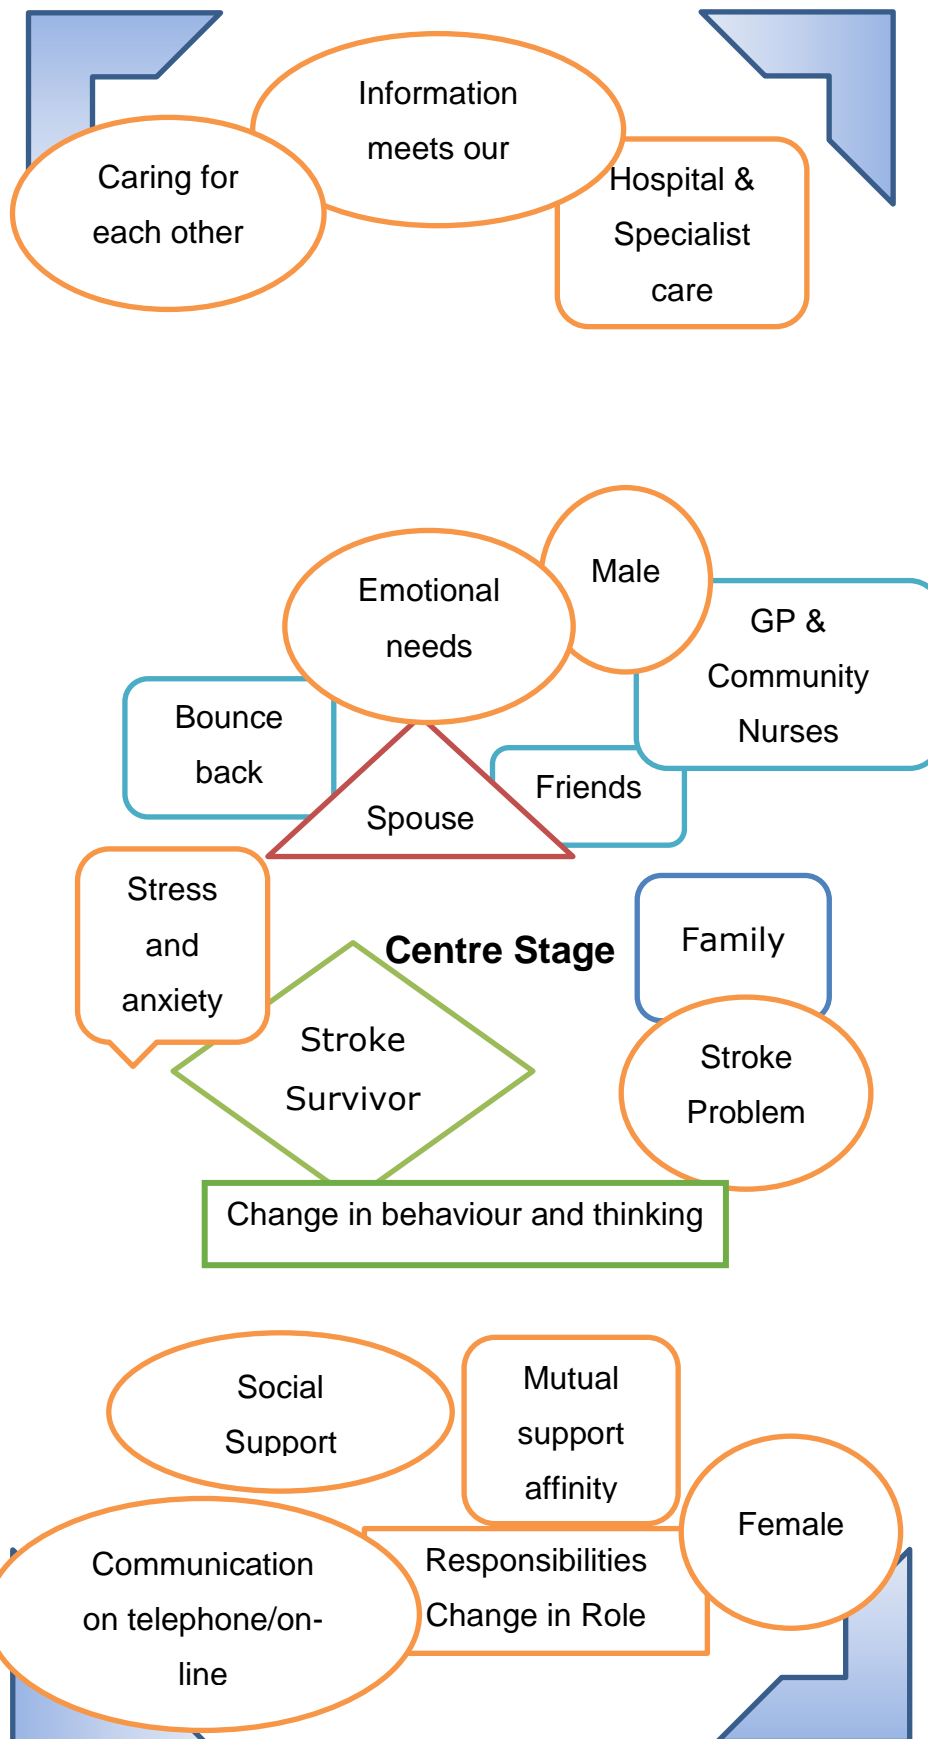 Information
meets our
Caring for
each other
Hospital &
Specialist
care
Male
Emotional
needs
GP &
Community
Nurses
Bounce
back
Friends
Spouse
Stress
and
anxiety
Centre Stage
Family
Stroke
Survivor
Stroke
Problem
Change in behaviour and thinking
Social
Support
Mutual
support
affinity
Female
Communication
on telephone/on-
line
Responsibilities
Change in Role